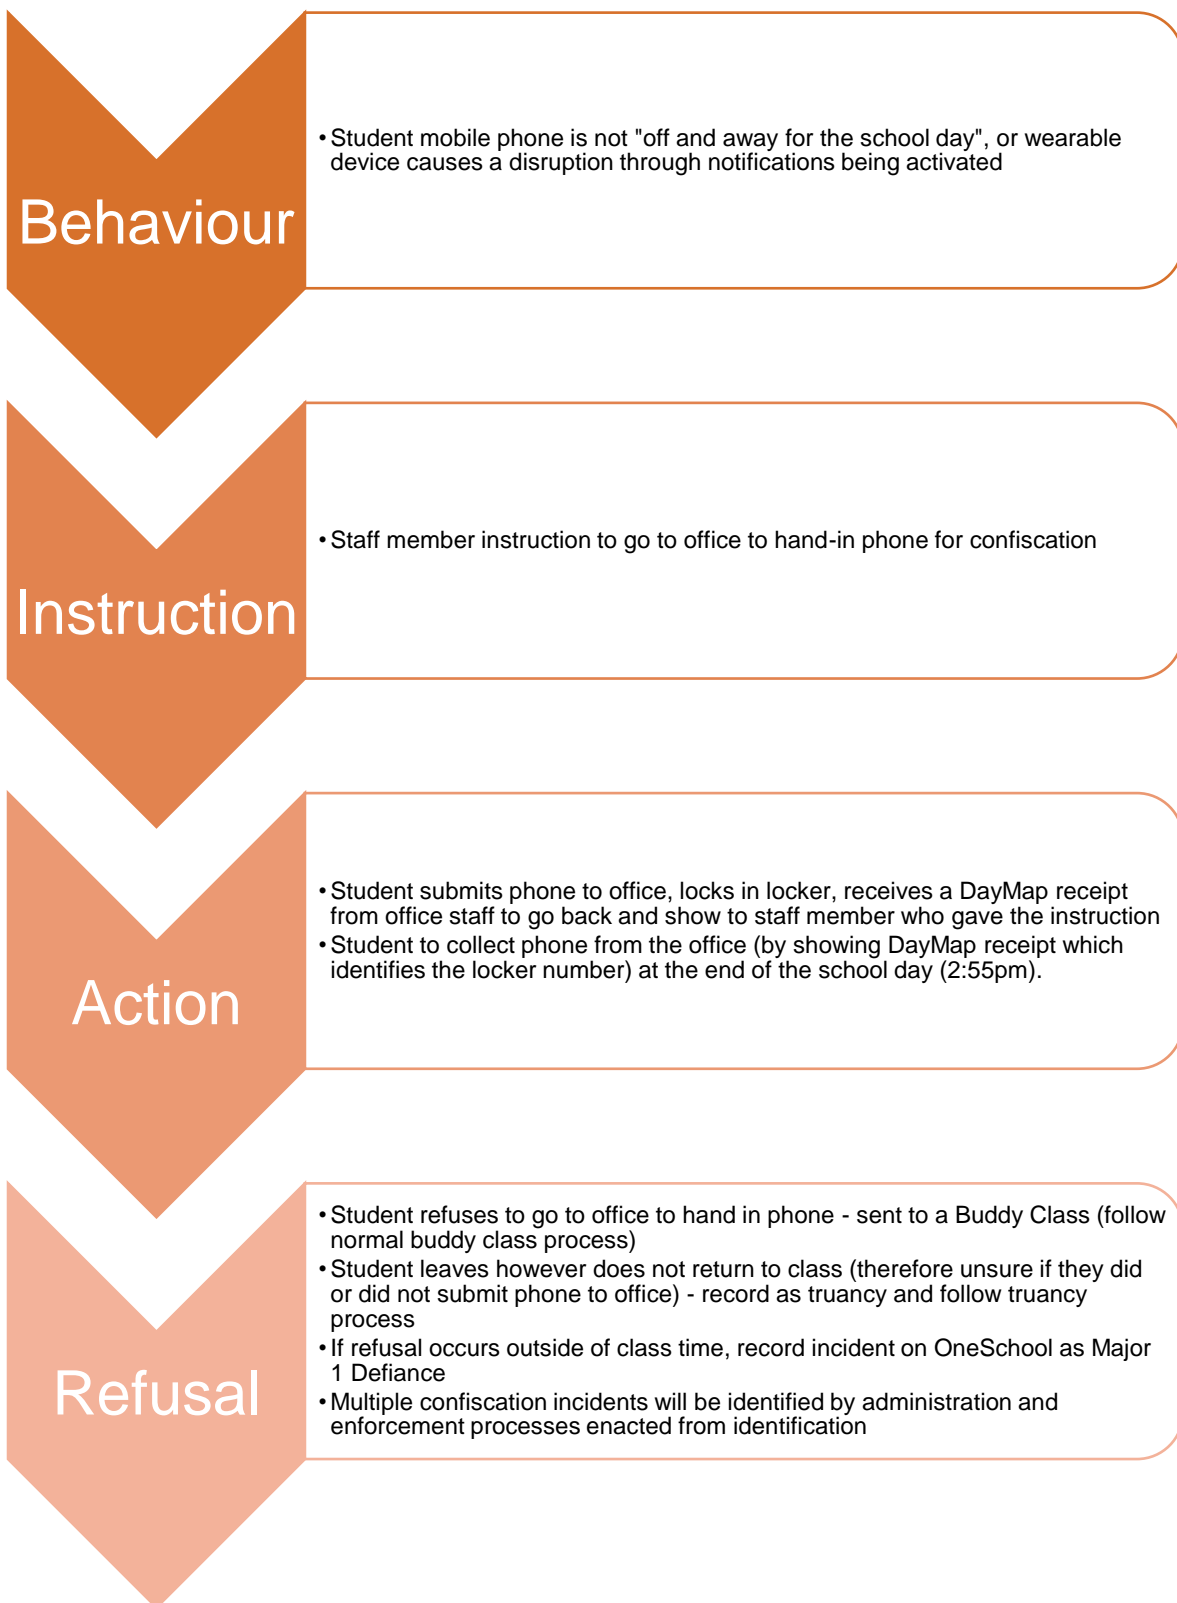 Behaviour
• Student mobile phone is not "off and away for the school day", or wearable
device causes a disruption through notifications being activated
Instruction
• Staff member instruction to go to office to hand-in phone for confiscation
Action
• Student submits phone to office, locks in locker, receives a DayMap receipt
from office staff to go back and show to staff member who gave the instruction
• Student to collect phone from the office (by showing DayMap receipt which
identifies the locker number) at the end of the school day (2:55pm).
Refusal
• Student refuses to go to office to hand in phone - sent to a Buddy Class (follow
normal buddy class process)
• Student leaves however does not return to class (therefore unsure if they did
or did not submit phone to office) - record as truancy and follow truancy
process
• If refusal occurs outside of class time, record incident on OneSchool as Major
1 Defiance
• Multiple confiscation incidents will be identified by administration and
enforcement processes enacted from identification